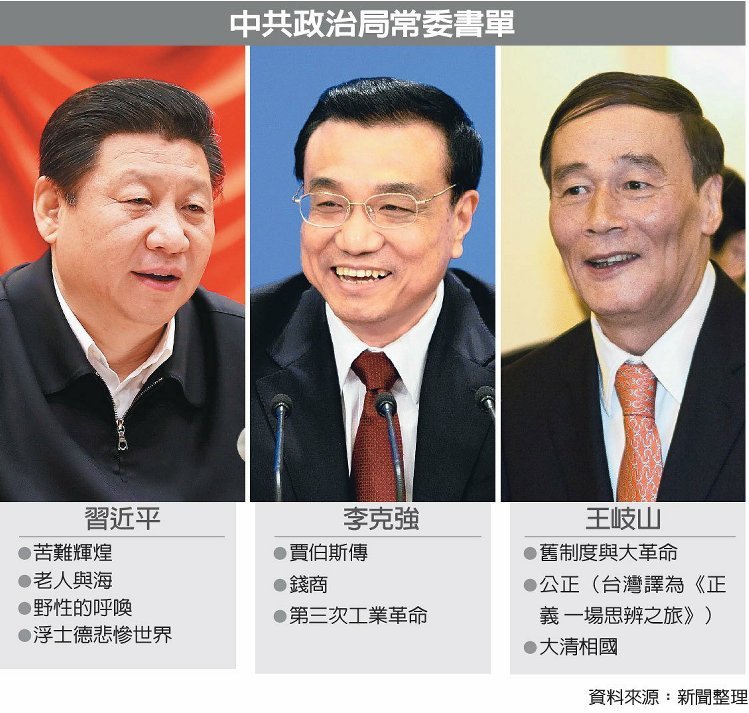 中共政治局常委書單
習近平
●苦難輝煌
●老人與海
●野性的呼喚
●浮士德悲慘世界
李克強
●賈伯斯傳
●錢商
●第三次工業革命
王岐山
●舊制度與大革命
●公正（台灣譯為《正
義 一場思辨之旅》）
●大清相國
資料來源：新聞整理